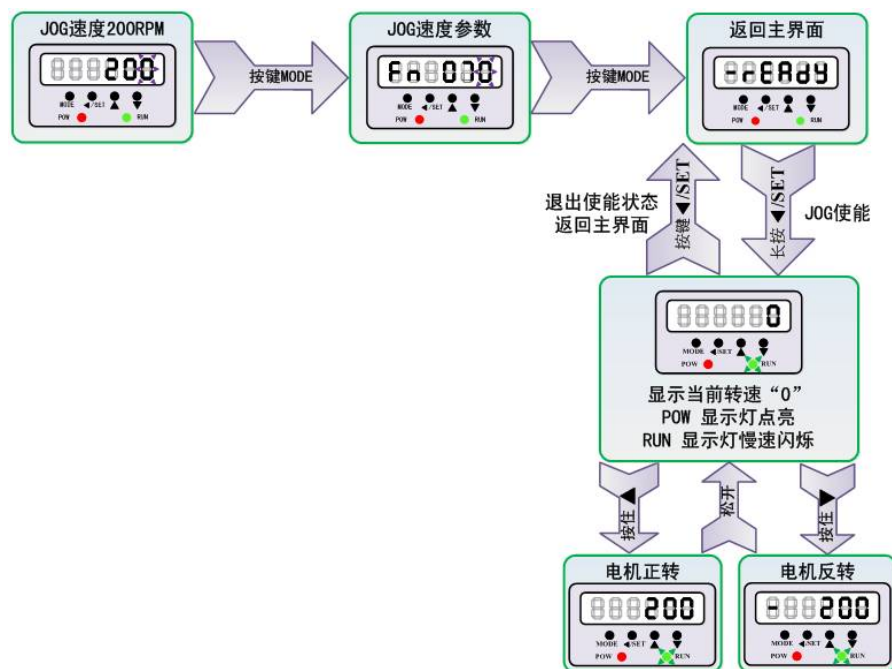 JOG速度200RPM
200
MODE ◀/SET ▲ ▼
POW RUN
按键MODE
JOG速度参数
Fn 070
MODE ◀/SET ▲ ▼
POW RUN
按键MODE
返回主界面
-rEAdy
MODE ◀/SET ▲ ▼
POW RUN
退出使能状态
返回主界面
按键◀/SET
长按◀/SET
JOG使能
0
MODE ◀/SET ▲ ▼
POW RUN
显示当前转速“0”
POW 显示灯点亮
RUN 显示灯慢速闪烁
按住▲
松开
按住▼
电机正转
200
MODE ◀/SET ▲ ▼
POW RUN
电机反转
- 200
MODE ◀/SET ▲ ▼
POW RUN